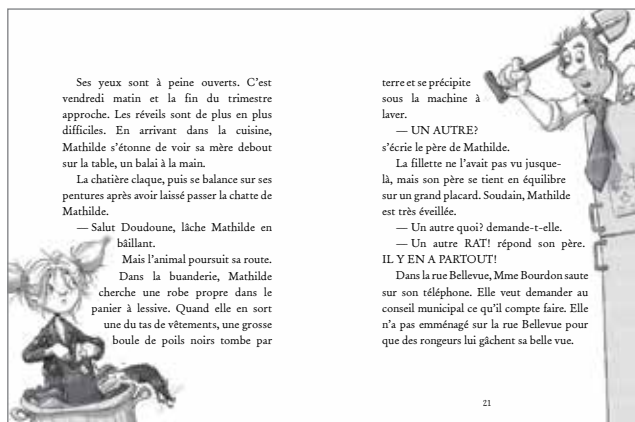 Ses yeux sont à peine ouverts. C’est
vendredi matin et la fin du trimestre
approche. Les réveils sont de plus en plus
difficiles. En arrivant dans la cuisine,
Mathilde s’étonne de voir sa mère debout
sur la table, un balai à la main.
La chatière claque, puis se balance sur ses
pentures après avoir laissé passer la chatte de
Mathilde.
— Salut Doudoune, lâche Mathilde en
bâillant.
Mais l’animal poursuit sa route.
Dans la buanderie, Mathilde
cherche une robe propre dans le
panier à lessive. Quand elle en sort
une du tas de vêtements, une grosse
boule de poils noirs tombe par
terre et se précipite
sous la machine à
laver.
— UN AUTRE?
s’écrie le père de Mathilde.
La fillette ne l’avait pas vu jusque-
là, mais son père se tient en équilibre
sur un grand placard. Soudain, Mathilde
est très éveillée.
— Un autre quoi? demande-t-elle.
— Un autre RAT! répond son père.
IL Y EN A PARTOUT!
Dans la rue Bellevue, Mme Bourdon saute
sur son téléphone. Elle veut demander au
conseil municipal ce qu’il compte faire. Elle
n’a pas emménagé sur la rue Bellevue pour
que des rongeurs lui gâchent sa belle vue.
21